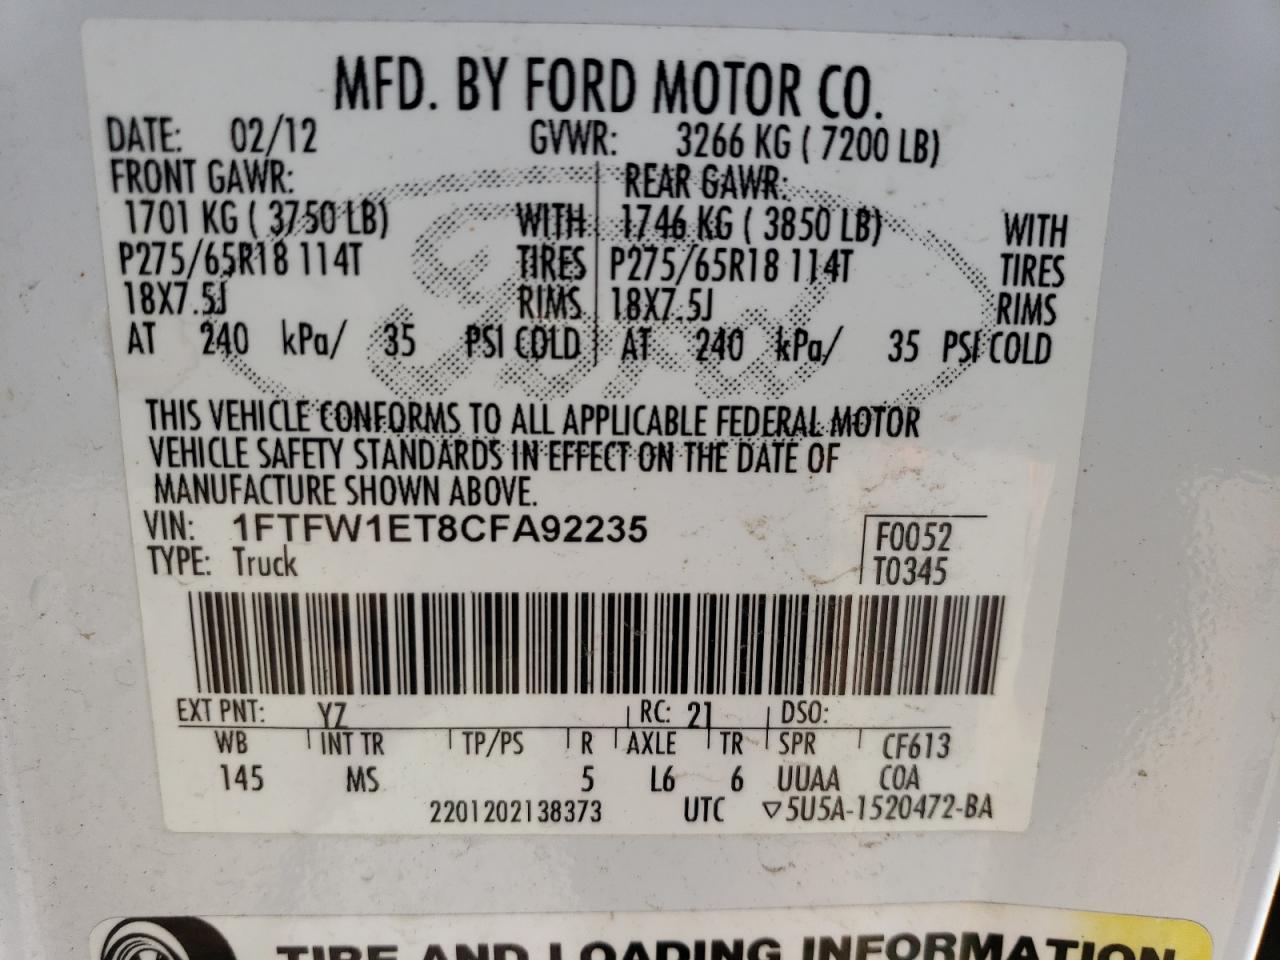 MFD. BY FORD MOTOR CO.
DATE: 02/12 GVWR: 3266 KG ( 7200 LB)
FRONT GAWR: REAR GAWR:
1701 KG ( 3750 LB) WITH 1746 KG ( 3850 LB) WITH
P275/65R18 114T TIRES P275/65R18 114T TIRES
18X7.5J RIMS 18X7.5J RIMS
AT 240 kPa/ 35 PSI COLD AT 240 kPa/ 35 PSI COLD
Ford
THIS VEHICLE CONFORMS TO ALL APPLICABLE FEDERAL MOTOR
VEHICLE SAFETY STANDARDS IN EFFECT ON THE DATE OF
MANUFACTURE SHOWN ABOVE.
VIN: 1FTFW1ET8CFA92235 F0052
TYPE: Truck T0345
EXT PNT: YZ RC: 21 DSO:
WB INT TR TP/PS R AXLE TR SPR CF613
145 MS 5 L6 6 UUAA COA
2201202138373 UTC ▽5U5A-1520472-BA
TIRE AND LOADING INFORMATION